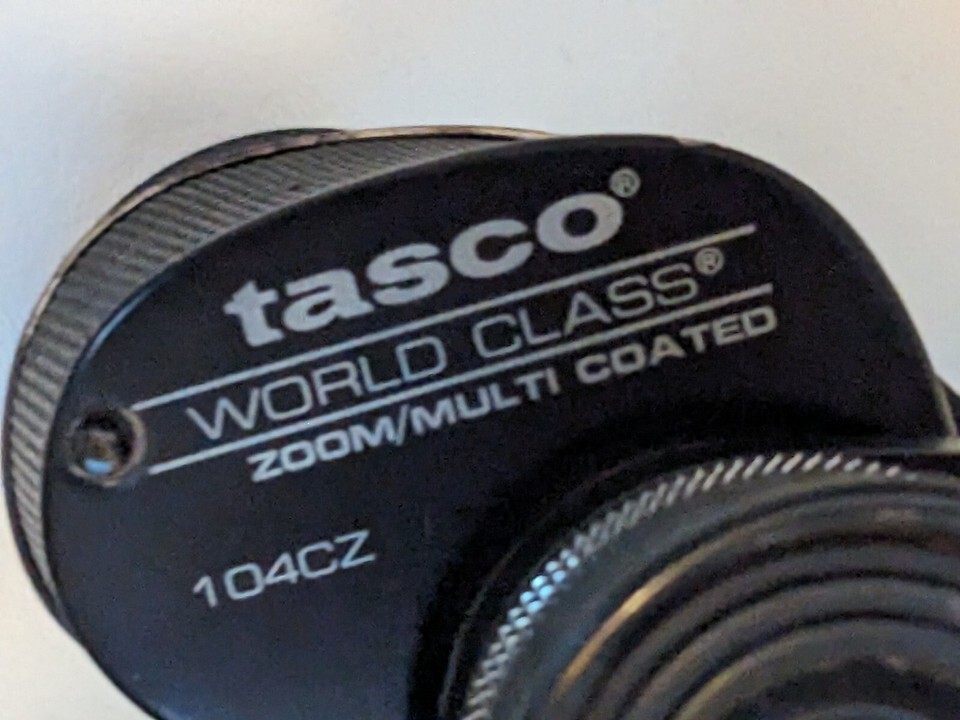 tasco®
WORLD CLASS®
ZOOM/MULTI COATED
104CZ